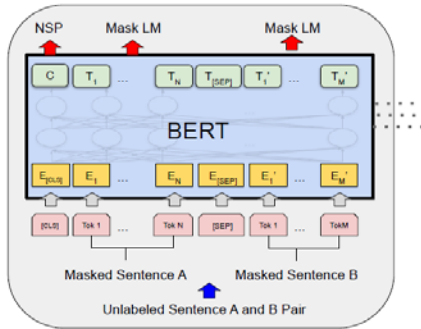 NSP Mask LM Mask LM
C T1 ... TN T[SEP] T1' ... TM'
BERT
E[CLS] E1 ... EN E[SEP] E1' ... EM'
[CLS] Tok 1 ... Tok N [SEP] Tok 1 ... TokM
Masked Sentence A Masked Sentence B
Unlabeled Sentence A and B Pair